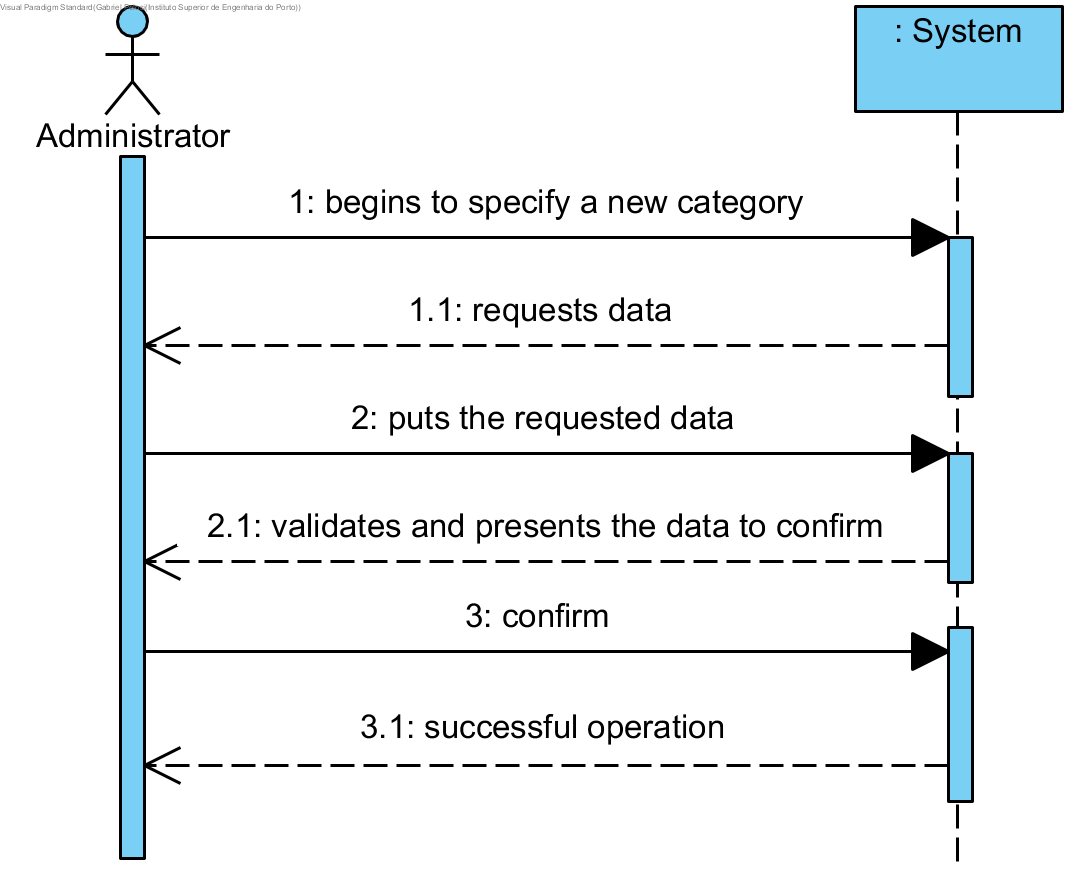 Visual Paradigm Standard(Gabriel Instituto Superior de Engenharia do Porto))
: System
Administrator
1: begins to specify a new category
1.1: requests data
2: puts the requested data
2.1: validates and presents the data to confirm
3: confirm
3.1: successful operation